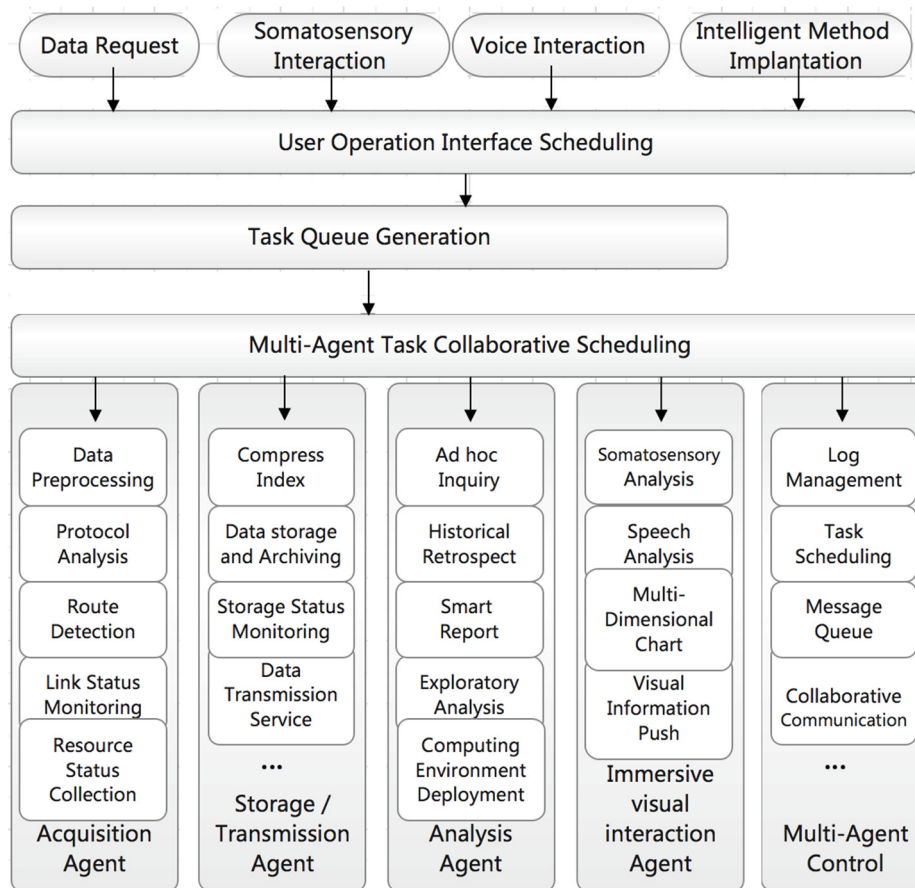 Data Request
Somatosensory
Interaction
Voice Interaction
Intelligent Method
Implantation
User Operation Interface Scheduling
Task Queue Generation
Multi-Agent Task Collaborative Scheduling
Data
Preprocessing
Protocol
Analysis
Route
Detection
Link Status
Monitoring
Resource
Status
Collection
Acquisition
Agent
Compress
Index
Data storage
and Archiving
Storage Status
Monitoring
Data
Transmission
Service
...
Storage /
Transmission
Agent
Ad hoc
Inquiry
Historical
Retrospect
Smart
Report
Exploratory
Analysis
Computing
Environment
Deployment
Analysis
Agent
Somatosensory
Analysis
Speech
Analysis
Multi-
Dimensional
Chart
Visual
Information
Push
Immersive
visual
interaction
Agent
Log
Management
Task
Scheduling
Message
Queue
Collaborative
Communication
...
Multi-Agent
Control